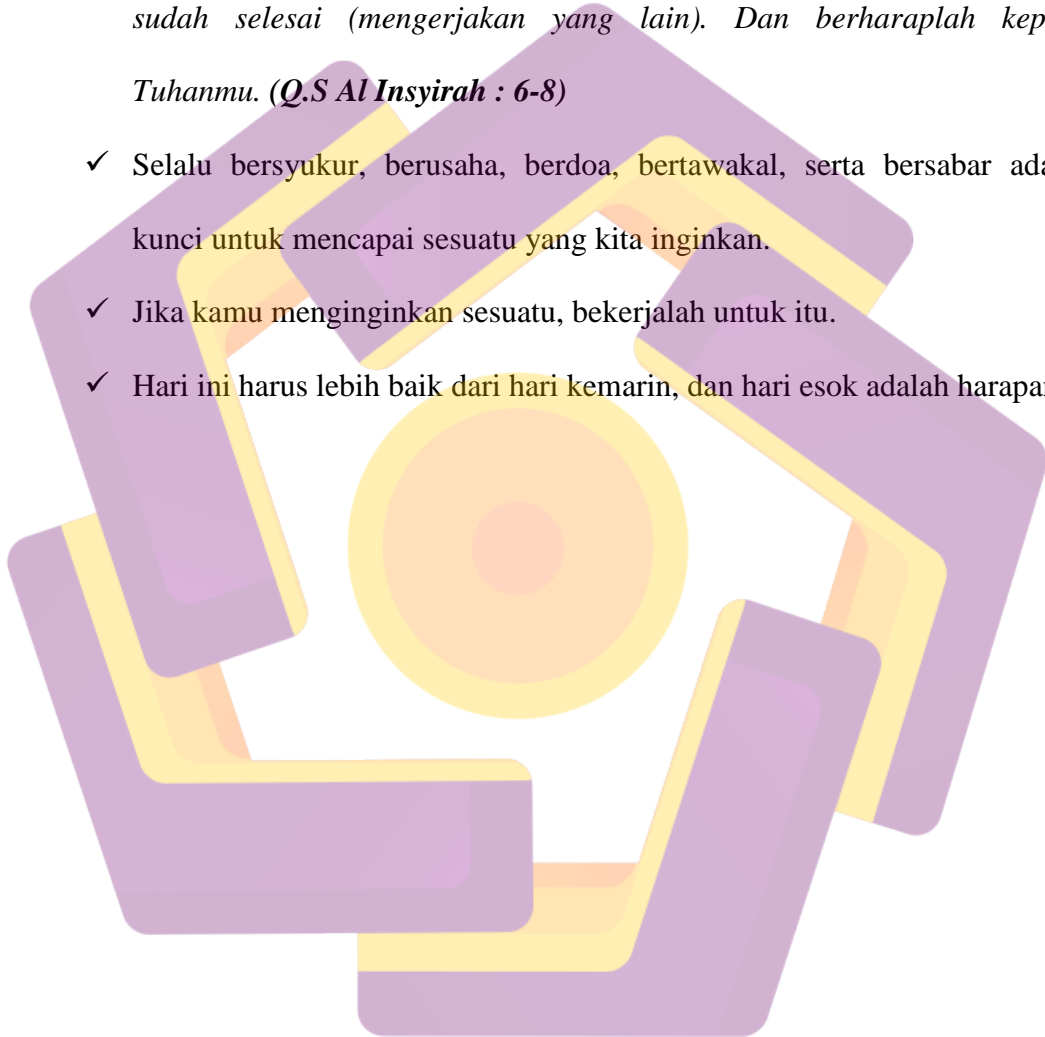 sudah selesai (mengerjakan yang lain). Dan berharaplah kep
Tuhanmu. (Q.S Al Insyirah : 6-8)
✓ Selalu bersyukur, berusaha, berdoa, bertawakal, serta bersabar ada
kunci untuk mencapai sesuatu yang kita inginkan.
✓ Jika kamu menginginkan sesuatu, bekerjalah untuk itu.
✓ Hari ini harus lebih baik dari hari kemarin, dan hari esok adalah harapan